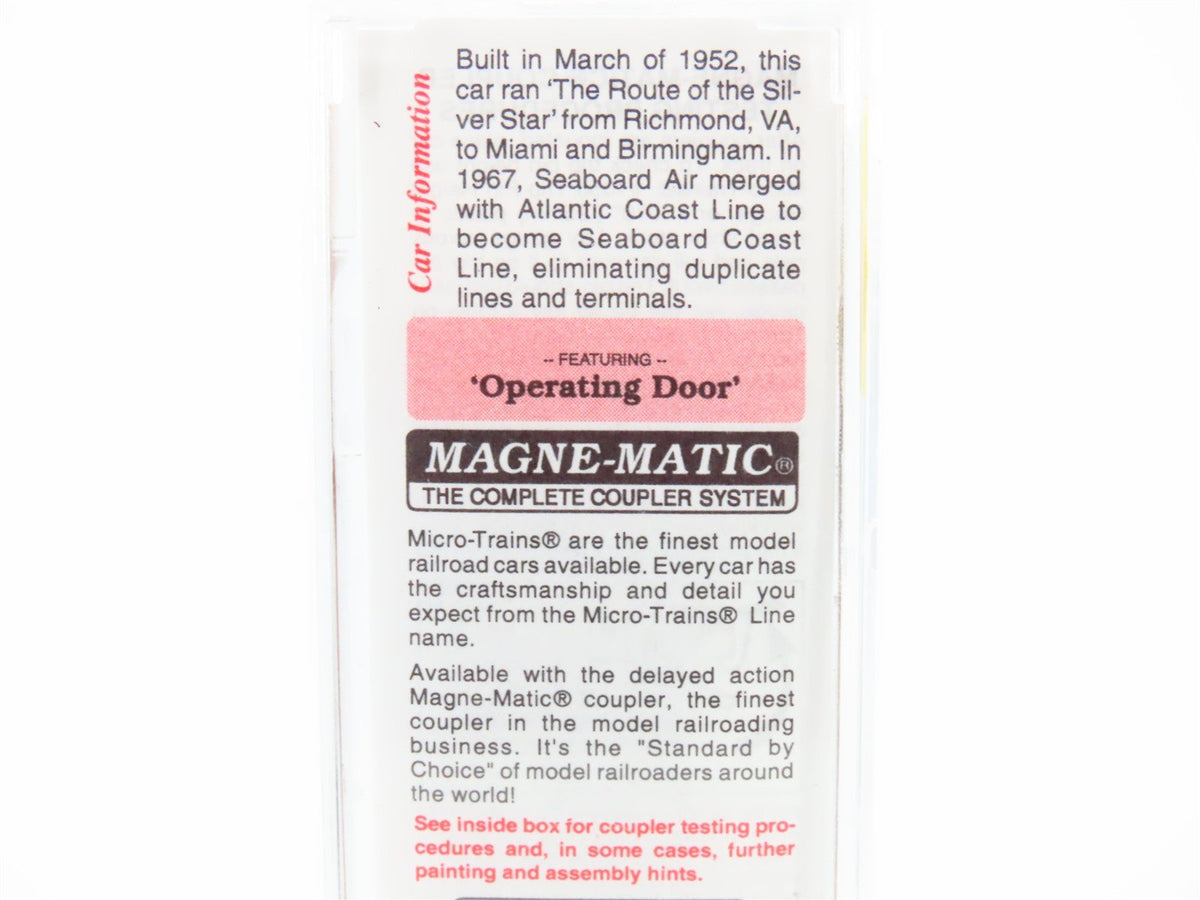 Car Information
Built in March of 1952, this
car ran ‘The Route of the Sil-
ver Star’ from Richmond, VA,
to Miami and Birmingham. In
1967, Seaboard Air merged
with Atlantic Coast Line to
become Seaboard Coast
Line, eliminating duplicate
lines and terminals.
-- FEATURING --
‘Operating Door’
MAGNE-MATIC®
THE COMPLETE COUPLER SYSTEM
Micro-Trains® are the finest model
railroad cars available. Every car has
the craftsmanship and detail you
expect from the Micro-Trains® Line
name.
Available with the delayed action
Magne-Matic® coupler, the finest
coupler in the model railroading
business. It's the "Standard by
Choice" of model railroaders around
the world!
See inside box for coupler testing pro-
cedures and, in some cases, further
painting and assembly hints.